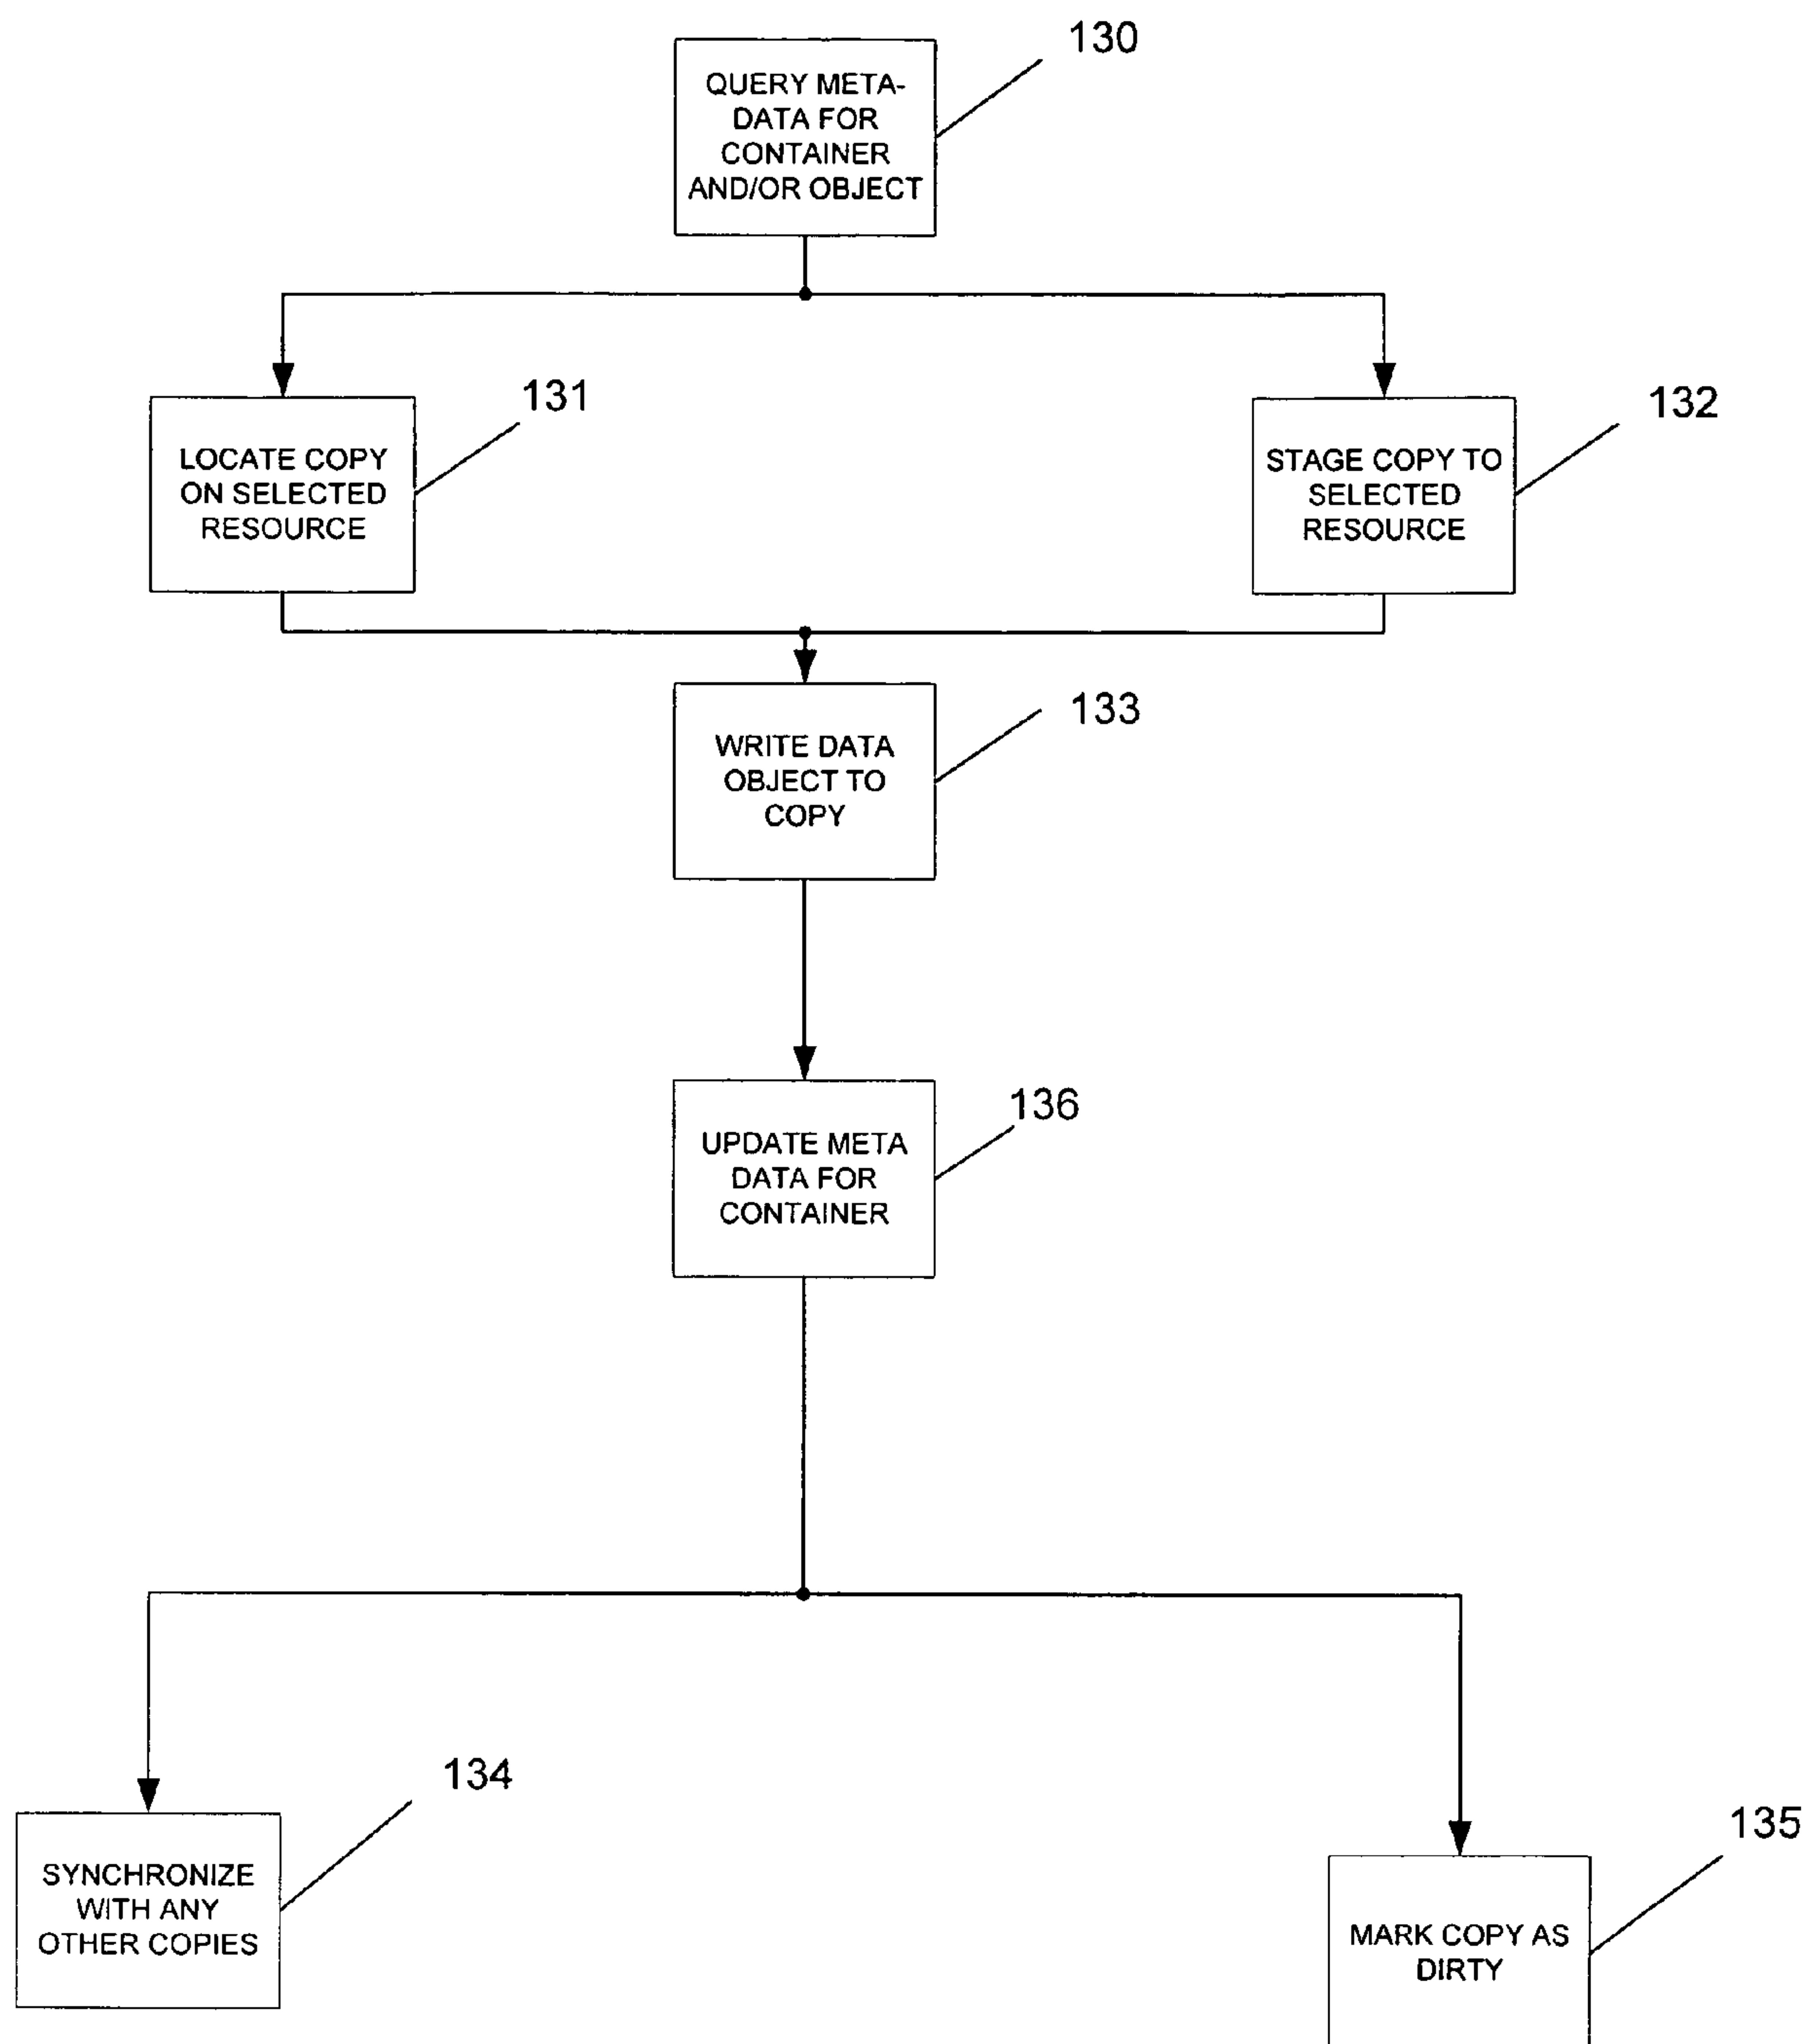 130
QUERY META-
DATA FOR
CONTAINER
AND/OR OBJECT
131
LOCATE COPY
ON SELECTED
RESOURCE
132
STAGE COPY TO
SELECTED
RESOURCE
133
WRITE DATA
OBJECT TO
COPY
136
UPDATE META
DATA FOR
CONTAINER
134
SYNCHRONIZE
WITH ANY
OTHER COPIES
135
MARK COPY AS
DIRTY